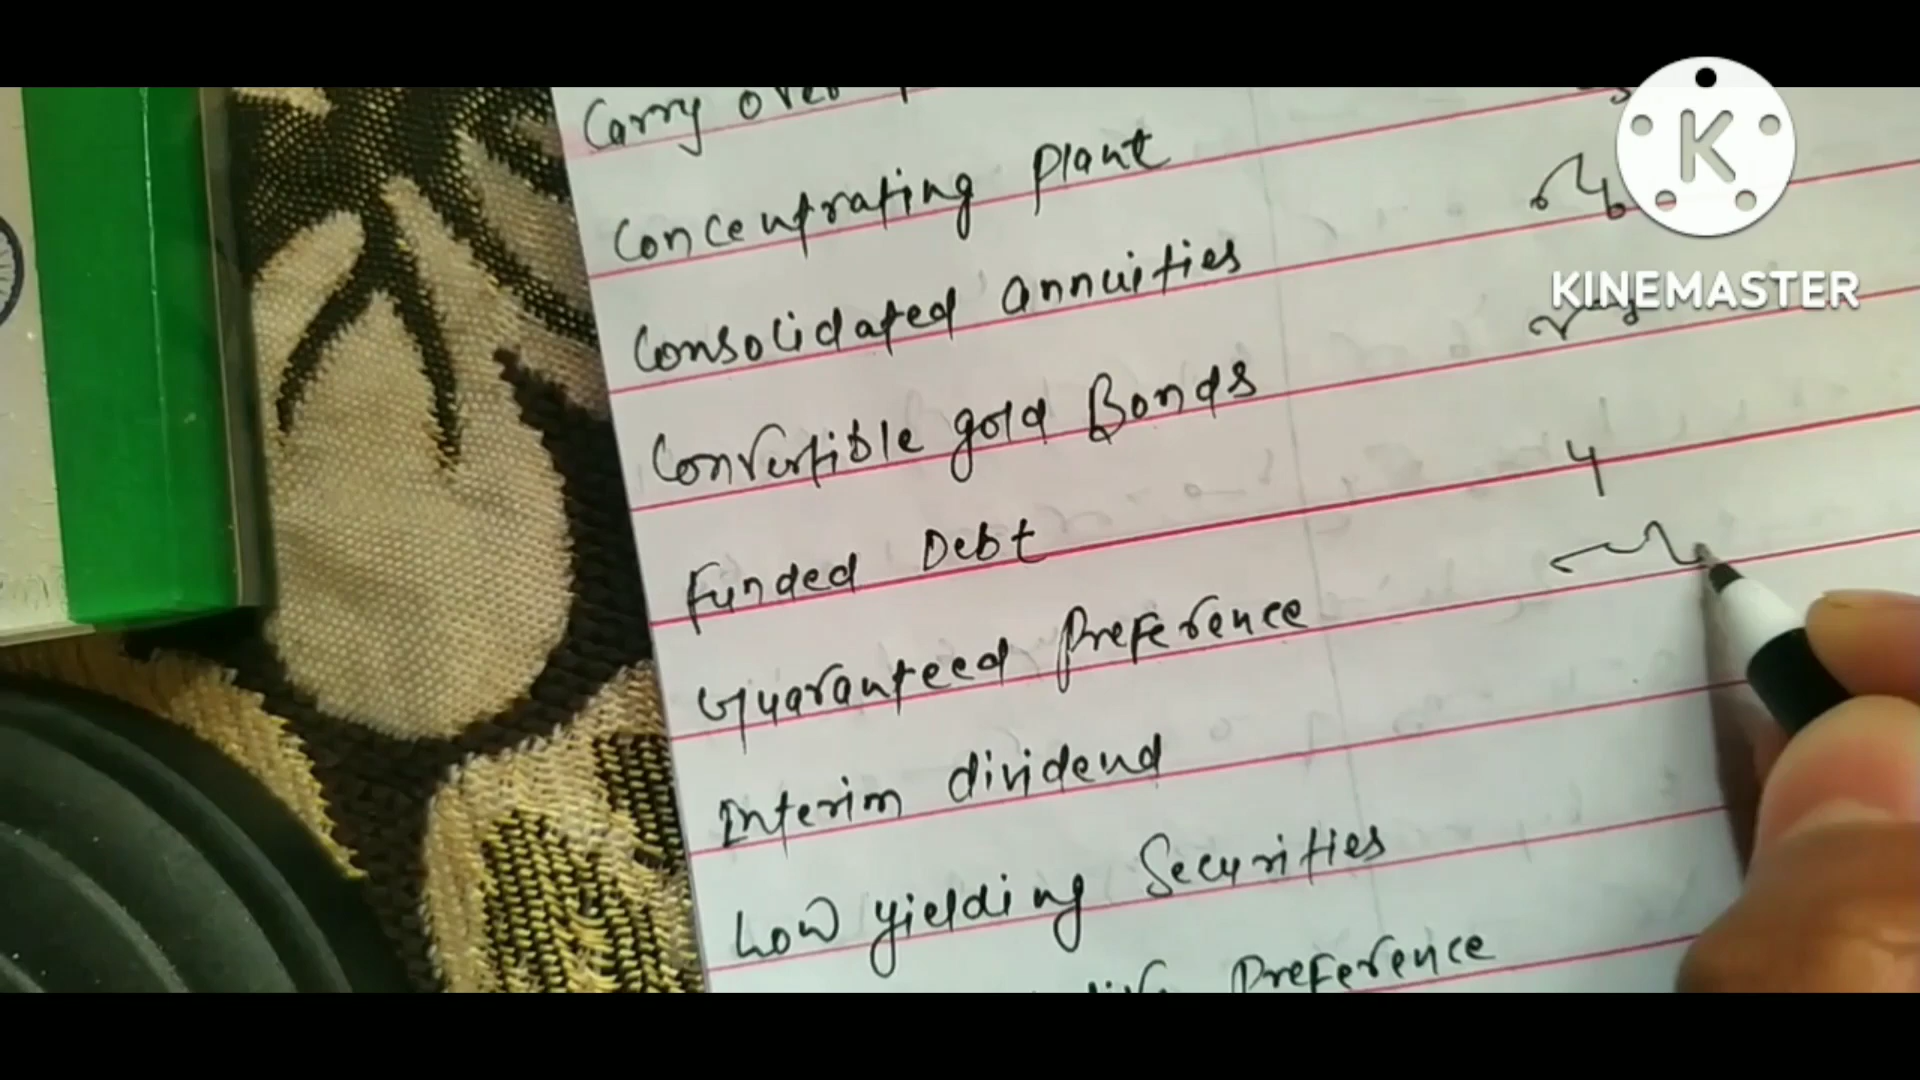 Carry over
Concentrating plant
Consolidated annuities
Convertible gold Bonds
Funded Debt
Guaranteed Preference
Interim dividend
Low yielding Securities
Preference
K
KINEMASTER